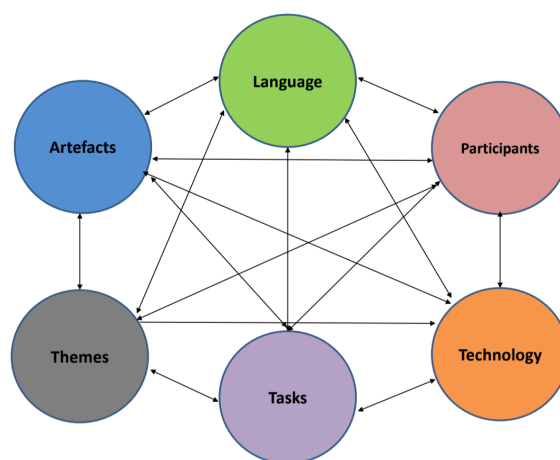 Language
Artefacts
Participants
Themes
Technology
Tasks